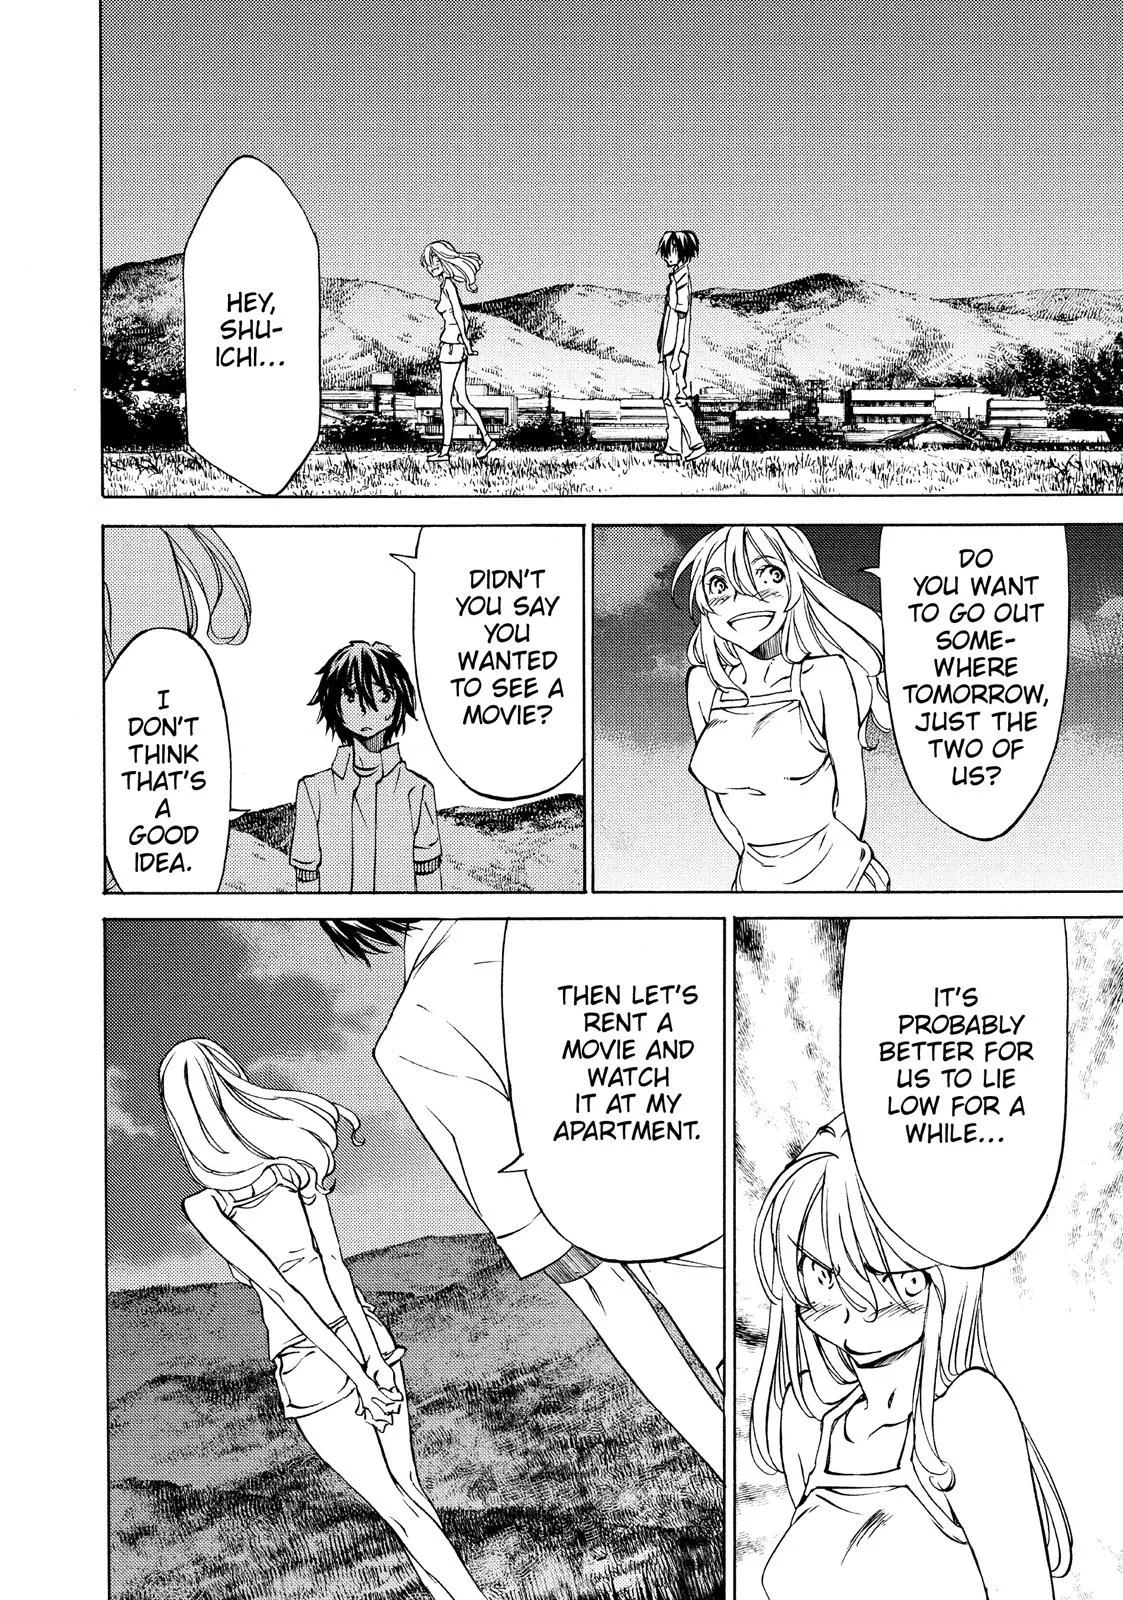 HEY,
SHU-
ICHI...
DO
YOU WANT
TO GO OUT
SOME-
WHERE
TOMORROW,
JUST THE
TWO OF
US?
DIDN'T
YOU SAY
YOU
WANTED
TO SEE A
MOVIE?
I
DON'T
THINK
THAT'S
A
GOOD
IDEA.
IT'S
PROBABLY
BETTER FOR
US TO LIE
LOW FOR A
WHILE...
THEN LET'S
RENT A
MOVIE AND
WATCH
IT AT MY
APARTMENT.